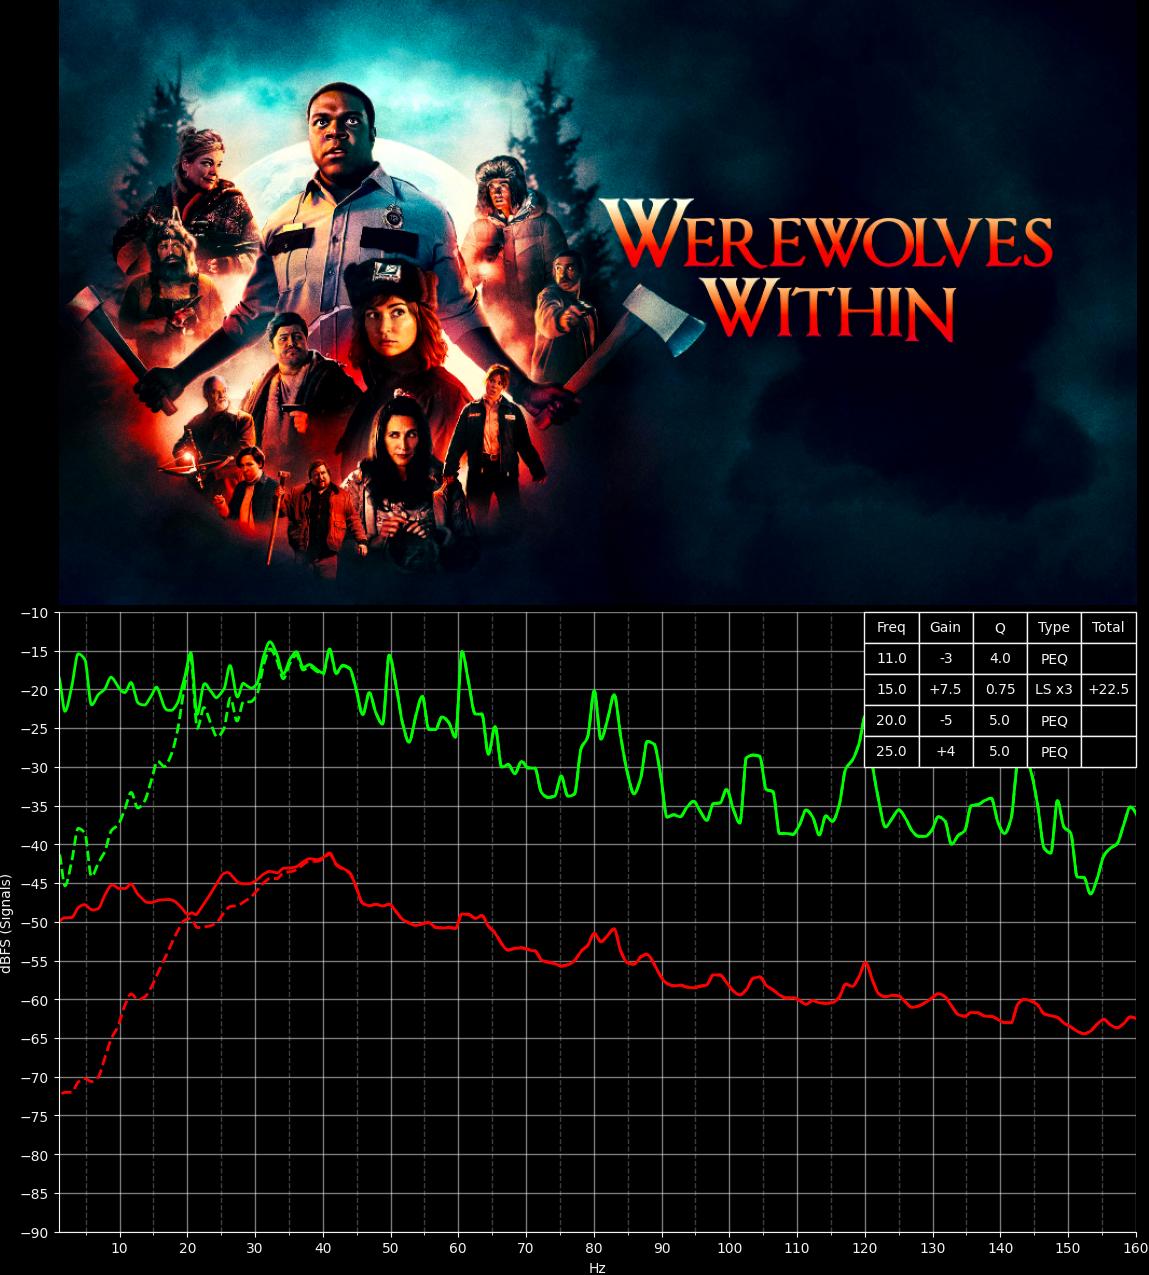 WEREWOLVES
WITHIN
Freq Gain Q Type Total
11.0 -3 4.0 PEQ
15.0 +7.5 0.75 LS x3 +22.5
20.0 -5 5.0 PEQ
25.0 +4 5.0 PEQ
−10
−15
−20
−25
−30
−35
−40
−45
−50
−55
−60
−65
−70
−75
−80
−85
−90
dBFS (Signals)
10 20 30 40 50 60 70 80 90 100 110 120 130 140 150 160
Hz